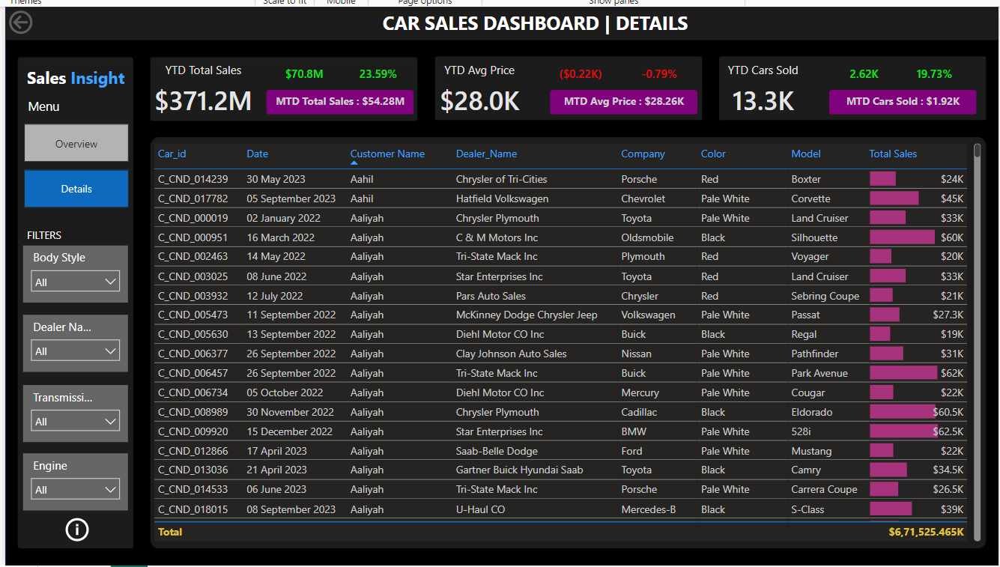 Themes Scale to fit Mobile Page options Show panes
CAR SALES DASHBOARD | DETAILS
Sales Insight
Menu
Overview
Details
FILTERS
Body Style
All
Dealer Na...
All
Transmissi...
All
Engine
All
YTD Total Sales
$70.8M 23.59%
$371.2M
MTD Total Sales : $54.28M
YTD Avg Price
($0.22K) -0.79%
$28.0K
MTD Avg Price : $28.26K
YTD Cars Sold
2.62K 19.73%
13.3K
MTD Cars Sold : $1.92K
Car_id Date Customer Name Dealer_Name Company Color Model Total Sales
C_CND_014239 30 May 2023 Aahil Chrysler of Tri-Cities Porsche Red Boxter $24K
C_CND_017782 05 September 2023 Aahil Hatfield Volkswagen Chevrolet Pale White Corvette $45K
C_CND_000019 02 January 2022 Aaliyah Chrysler Plymouth Toyota Pale White Land Cruiser $33K
C_CND_000951 16 March 2022 Aaliyah C & M Motors Inc Oldsmobile Black Silhouette $60K
C_CND_002463 14 May 2022 Aaliyah Tri-State Mack Inc Plymouth Red Voyager $20K
C_CND_003025 08 June 2022 Aaliyah Star Enterprises Inc Toyota Red Land Cruiser $33K
C_CND_003932 12 July 2022 Aaliyah Pars Auto Sales Chrysler Red Sebring Coupe $21K
C_CND_005473 11 September 2022 Aaliyah McKinney Dodge Chrysler Jeep Volkswagen Pale White Passat $27.3K
C_CND_005630 13 September 2022 Aaliyah Diehl Motor CO Inc Buick Black Regal $19K
C_CND_006377 26 September 2022 Aaliyah Clay Johnson Auto Sales Nissan Pale White Pathfinder $31K
C_CND_006457 26 September 2022 Aaliyah Tri-State Mack Inc Buick Pale White Park Avenue $62K
C_CND_006734 05 October 2022 Aaliyah Diehl Motor CO Inc Mercury Pale White Cougar $22K
C_CND_008989 30 November 2022 Aaliyah Chrysler Plymouth Cadillac Black Eldorado $60.5K
C_CND_009920 15 December 2022 Aaliyah Star Enterprises Inc BMW Pale White 528i $62.5K
C_CND_012866 17 April 2023 Aaliyah Saab-Belle Dodge Ford Pale White Mustang $22K
C_CND_013036 21 April 2023 Aaliyah Gartner Buick Hyundai Saab Toyota Black Camry $34.5K
C_CND_014533 06 June 2023 Aaliyah Tri-State Mack Inc Porsche Pale White Carrera Coupe $26.5K
C_CND_018015 08 September 2023 Aaliyah U-Haul CO Mercedes-B Black S-Class $39K
Total $6,71,525.465K